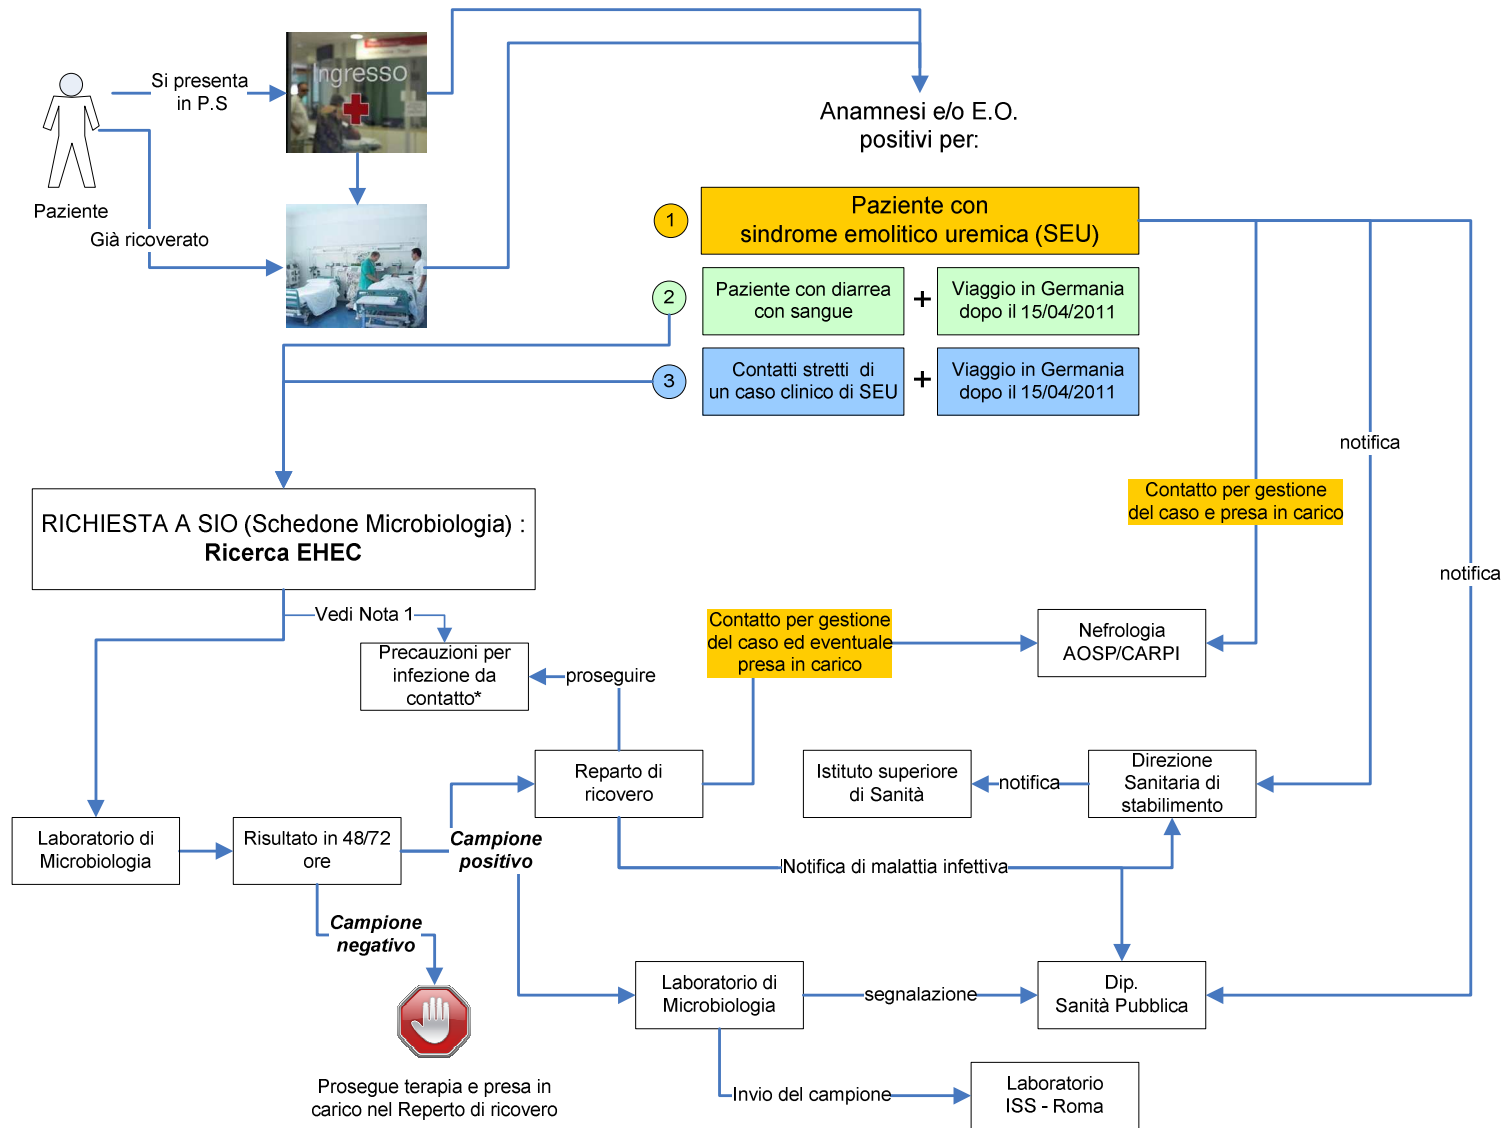 Si presenta
in P.S
Ingresso
Paziente
Già ricoverato
Anamnesi e/o E.O.
positivi per:
1
Paziente con
sindrome emolitico uremica (SEU)
2
Paziente con diarrea
con sangue
+
Viaggio in Germania
dopo il 15/04/2011
3
Contatti stretti di
un caso clinico di SEU
+
Viaggio in Germania
dopo il 15/04/2011
notifica
Contatto per gestione
del caso e presa in carico
notifica
RICHIESTA A SIO (Schedone Microbiologia) :
Ricerca EHEC
Vedi Nota 1
Precauzioni per
infezione da
contatto*
proseguire
Contatto per gestione
del caso ed eventuale
presa in carico
Nefrologia
AOSP/CARPI
Reparto di
ricovero
Istituto superiore
di Sanità
notifica
Direzione
Sanitaria di
stabilimento
Laboratorio di
Microbiologia
Risultato in 48/72
ore
Campione
positivo
Notifica di malattia infettiva
Campione
negativo
Laboratorio di
Microbiologia
segnalazione
Dip.
Sanità Pubblica
Prosegue terapia e presa in
carico nel Reperto di ricovero
Invio del campione
Laboratorio
ISS - Roma